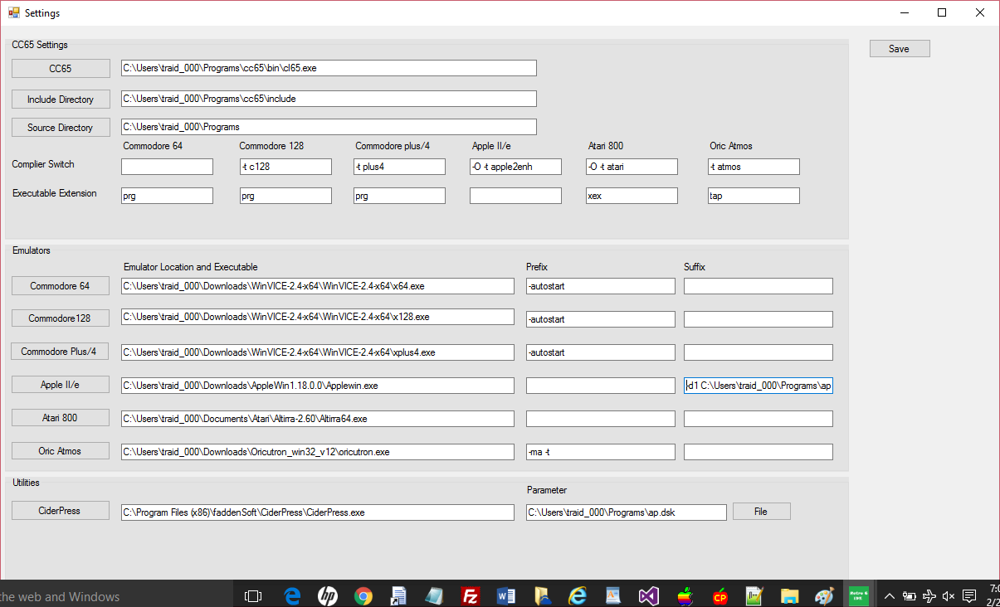 Settings
CC65 Settings
Save
CC65 C:\Users\traid_000\Programs\cc65\bin\cl65.exe
Include Directory C:\Users\traid_000\Programs\cc65\include
Source Directory C:\Users\traid_000\Programs
Commodore 64 Commodore 128 Commodore plus/4 Apple II/e Atari 800 Oric Atmos
Complier Switch -t c128 -t plus4 -O -t apple2enh -O -t atari -t atmos
Executable Extension prg prg prg xex tap
Emulators
Emulator Location and Executable Prefix Suffix
Commodore 64 C:\Users\traid_000\Downloads\WinVICE-2.4-x64\WinVICE-2.4-x64\x64.exe -autostart
Commodore128 C:\Users\traid_000\Downloads\WinVICE-2.4-x64\WinVICE-2.4-x64\x128.exe -autostart
Commodore Plus/4 C:\Users\traid_000\Downloads\WinVICE-2.4-x64\WinVICE-2.4-x64\xplus4.exe -autostart
Apple II/e C:\Users\traid_000\Downloads\AppleWin1.18.0.0\Applewin.exe -d1 C:\Users\traid_000\Programs\ap
Atari 800 C:\Users\traid_000\Documents\Atari\Altirra-2.60\Altirra64.exe
Oric Atmos C:\Users\traid_000\Downloads\Oricutron_win32_v12\oricutron.exe -ma -t
Utilities
Parameter
CiderPress C:\Program Files (x86)\faddenSoft\CiderPress\CiderPress.exe C:\Users\traid_000\Programs\ap.dsk File
the web and Windows
hp
Fz
CP
Retro 6
7:0
2/2